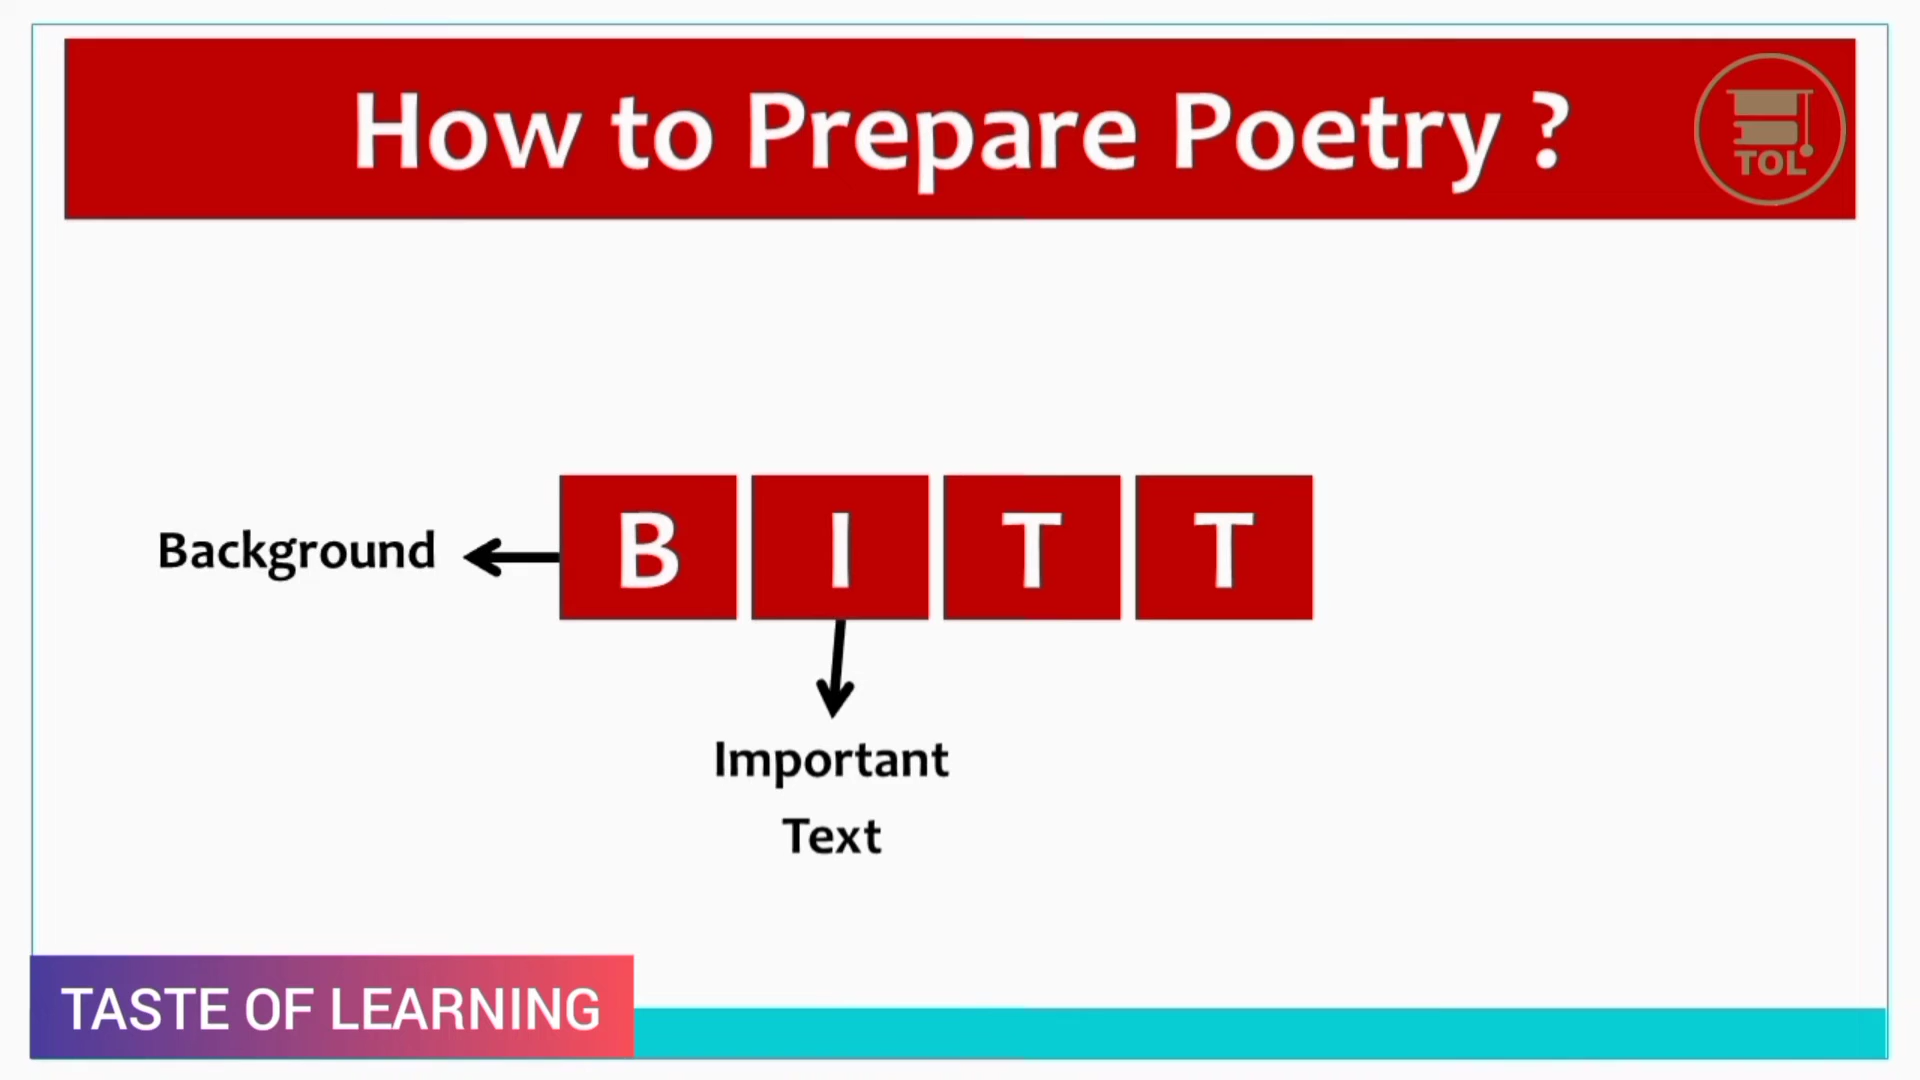 How to Prepare Poetry ?
TOL
Background
B I T T
Important
Text
TASTE OF LEARNING